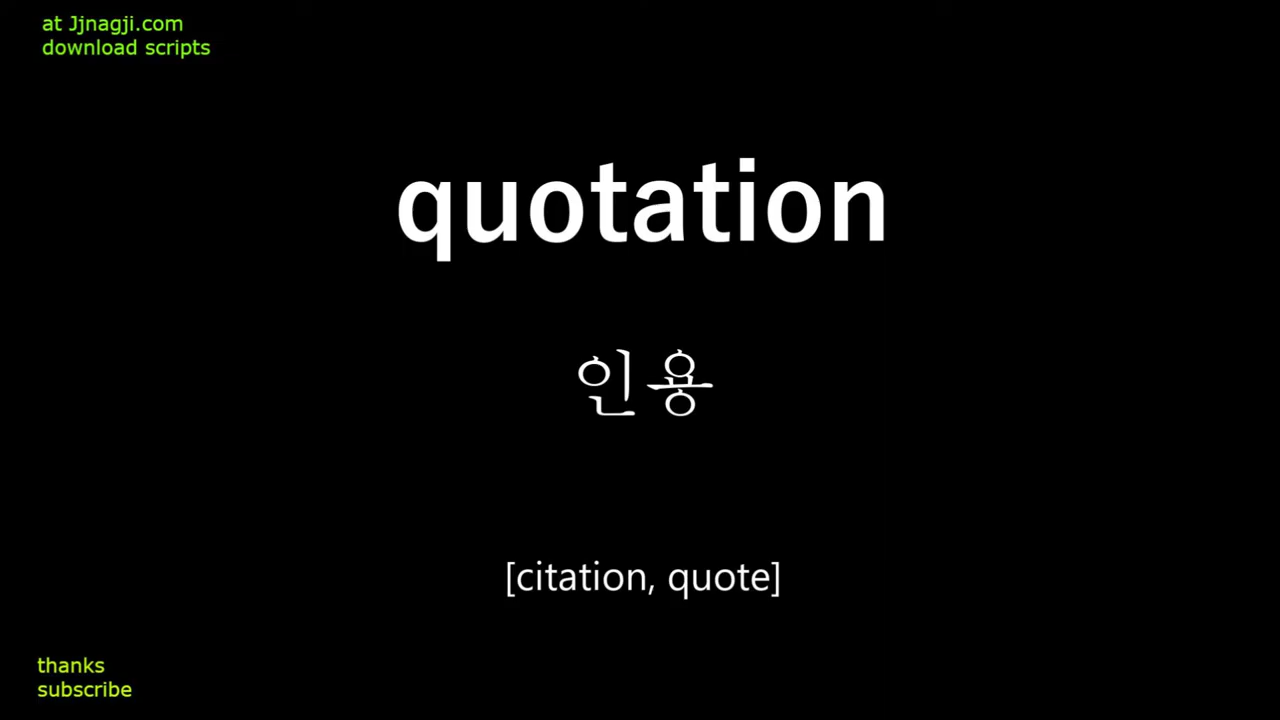 at Jjnagji.com
download scripts
quotation
인용
[citation, quote]
thanks
subscribe